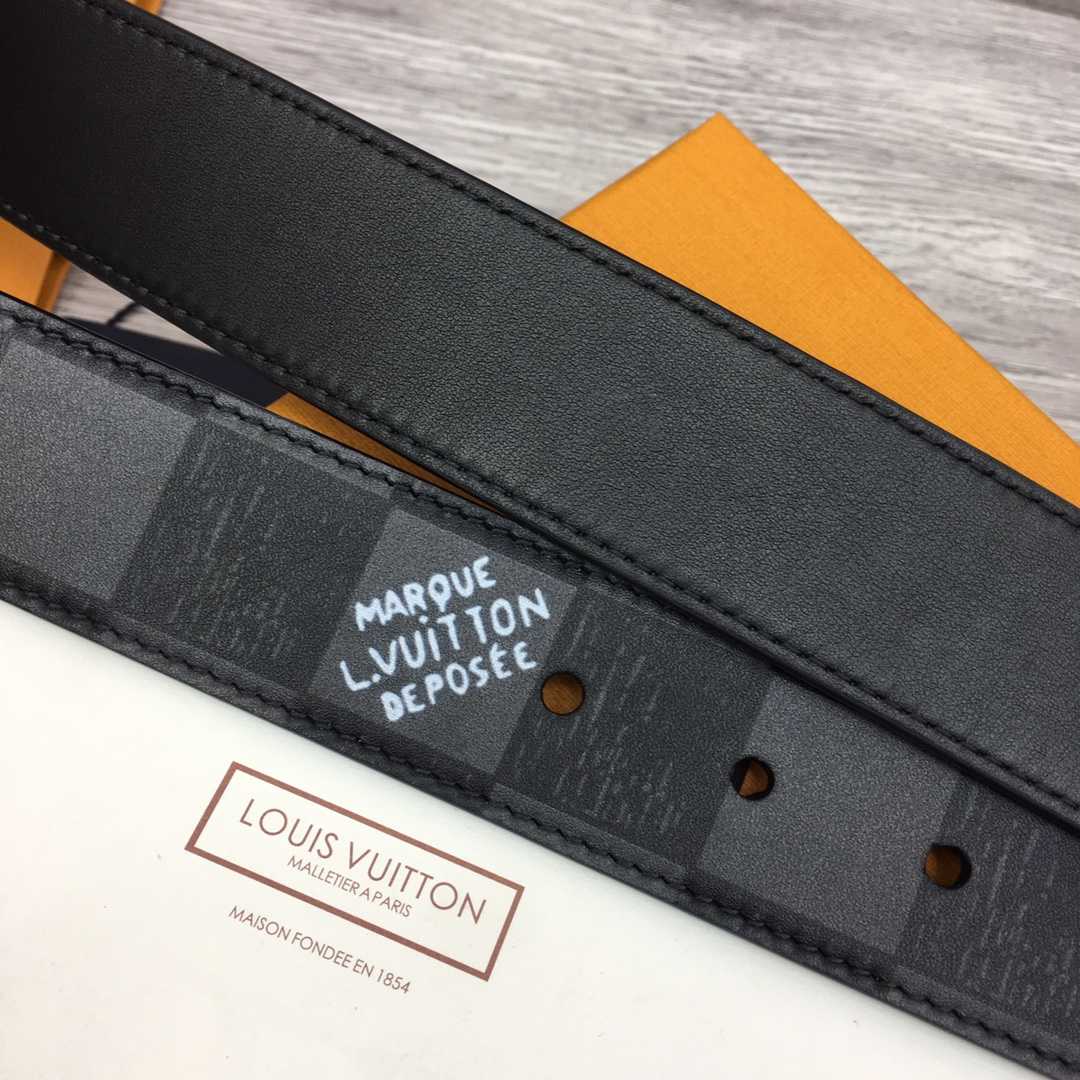 MARQUE
L.VUiTTON
DEPOSÉE
LOUIS VUITTON
MALLETIER A PARIS
MAISON FONDEE EN 1854